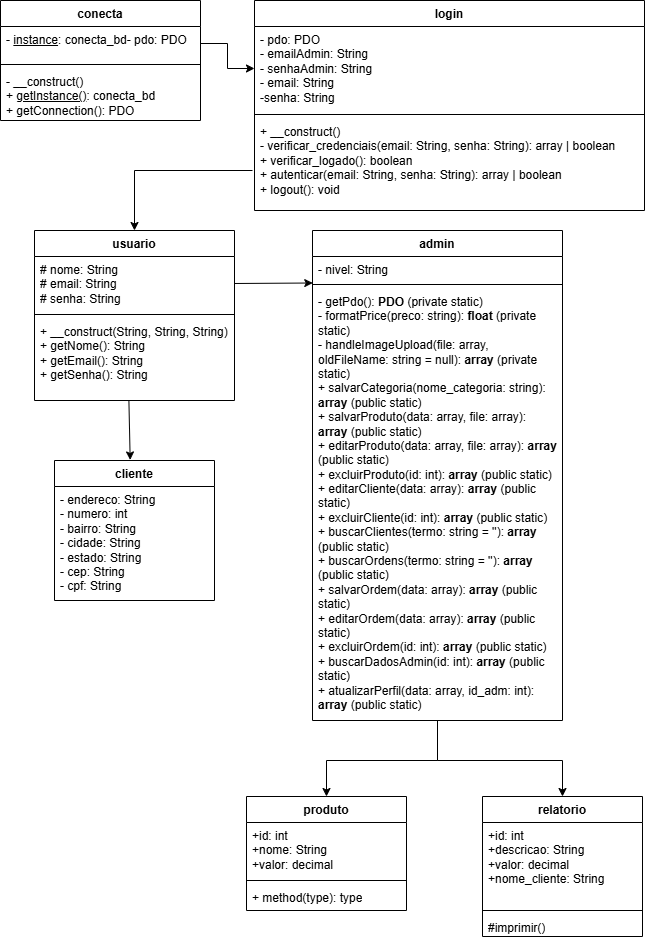 conecta
- instance: conecta_bd- pdo: PDO
- __construct()
+ getInstance(): conecta_bd
+ getConnection(): PDO
login
- pdo: PDO
- emailAdmin: String
- senhaAdmin: String
- email: String
-senha: String
+ __construct()
- verificar_credenciais(email: String, senha: String): array | boolean
+ verificar_logado(): boolean
+ autenticar(email: String, senha: String): array | boolean
+ logout(): void
usuario
# nome: String
# email: String
# senha: String
+ __construct(String, String, String)
+ getNome(): String
+ getEmail(): String
+ getSenha(): String
admin
- nivel: String
- getPdo(): PDO (private static)
- formatPrice(preco: string): float (private
static)
- handleImageUpload(file: array,
oldFileName: string = null): array (private
static)
+ salvarCategoria(nome_categoria: string):
array (public static)
+ salvarProduto(data: array, file: array):
array (public static)
+ editarProduto(data: array, file: array): array
(public static)
+ excluirProduto(id: int): array (public static)
+ editarCliente(data: array): array (public
static)
+ excluirCliente(id: int): array (public static)
+ buscarClientes(termo: string = ''): array
(public static)
+ buscarOrdens(termo: string = ''): array
(public static)
+ salvarOrdem(data: array): array (public
static)
+ editarOrdem(data: array): array (public
static)
+ excluirOrdem(id: int): array (public static)
+ buscarDadosAdmin(id: int): array (public
static)
+ atualizarPerfil(data: array, id_adm: int):
array (public static)
cliente
- endereco: String
- numero: int
- bairro: String
- cidade: String
- estado: String
- cep: String
- cpf: String
produto
+id: int
+nome: String
+valor: decimal
+ method(type): type
relatorio
+id: int
+descricao: String
+valor: decimal
+nome_cliente: String
#imprimir()